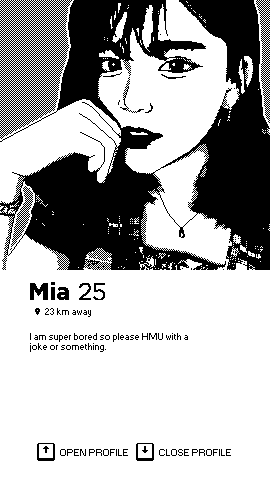 Mia 25
23 km away
I am super bored so please HMU with a
joke or something.
OPEN PROFILE CLOSE PROFILE